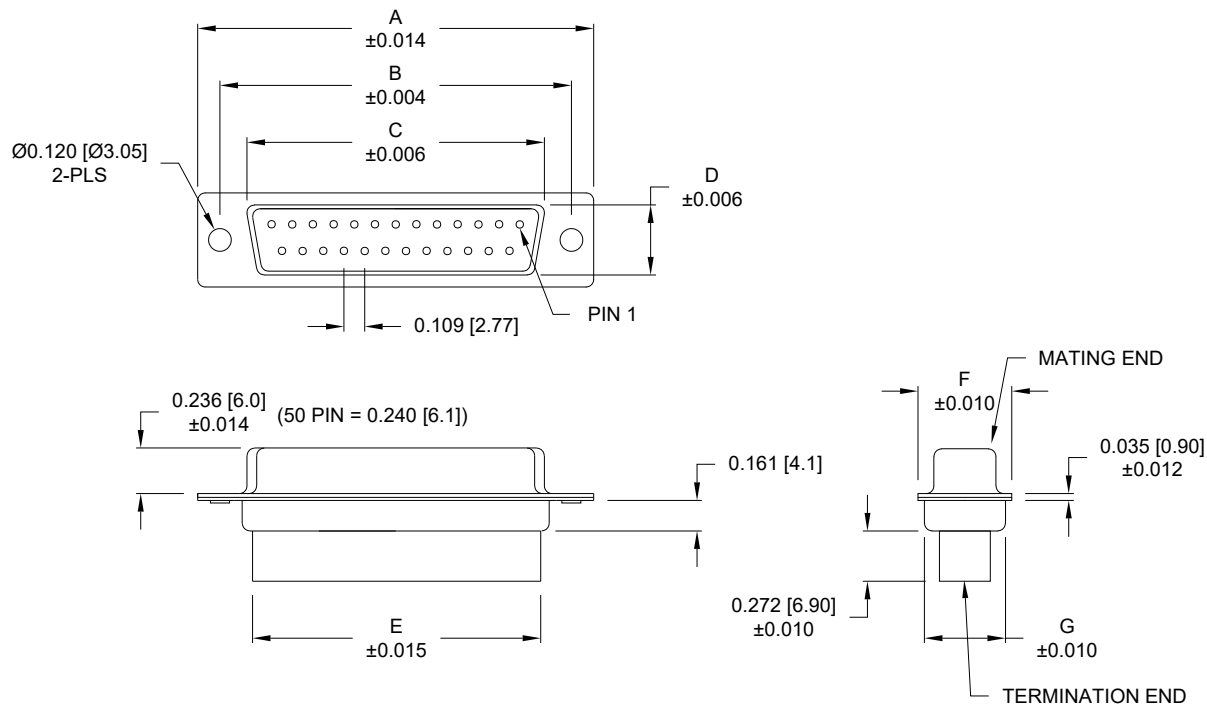 A
±0.014
B
±0.004
C
±0.006
Ø0.120 [Ø3.05]
2-PLS
D
±0.006
PIN 1
0.109 [2.77]
MATING END
F
±0.010
0.236 [6.0]
±0.014
(50 PIN = 0.240 [6.1])
0.161 [4.1]
0.035 [0.90]
±0.012
0.272 [6.90]
±0.010
E
±0.015
G
±0.010
TERMINATION END